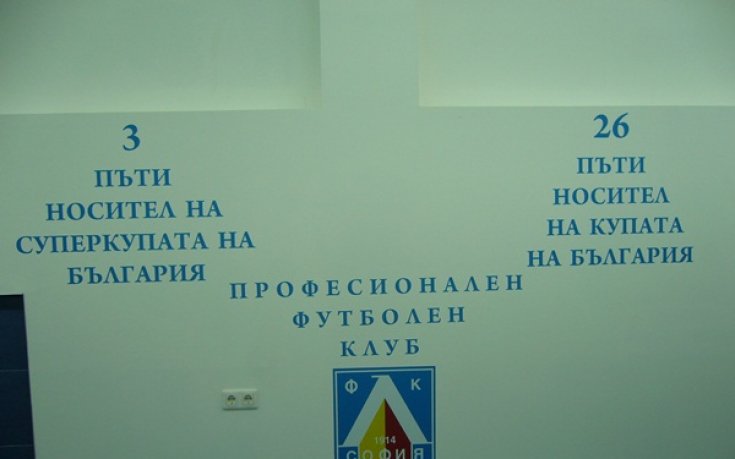 3
ПЪТИ
НОСИТЕЛ НА
СУПЕРКУПАТА НА
БЪЛГАРИЯ
26
ПЪТИ
НОСИТЕЛ
НА КУПАТА
НА БЪЛГАРИЯ
ПРОФЕСИОНАЛЕН
ФУТБОЛЕН
КЛУБ
Ф К
1914
СОФИЯ